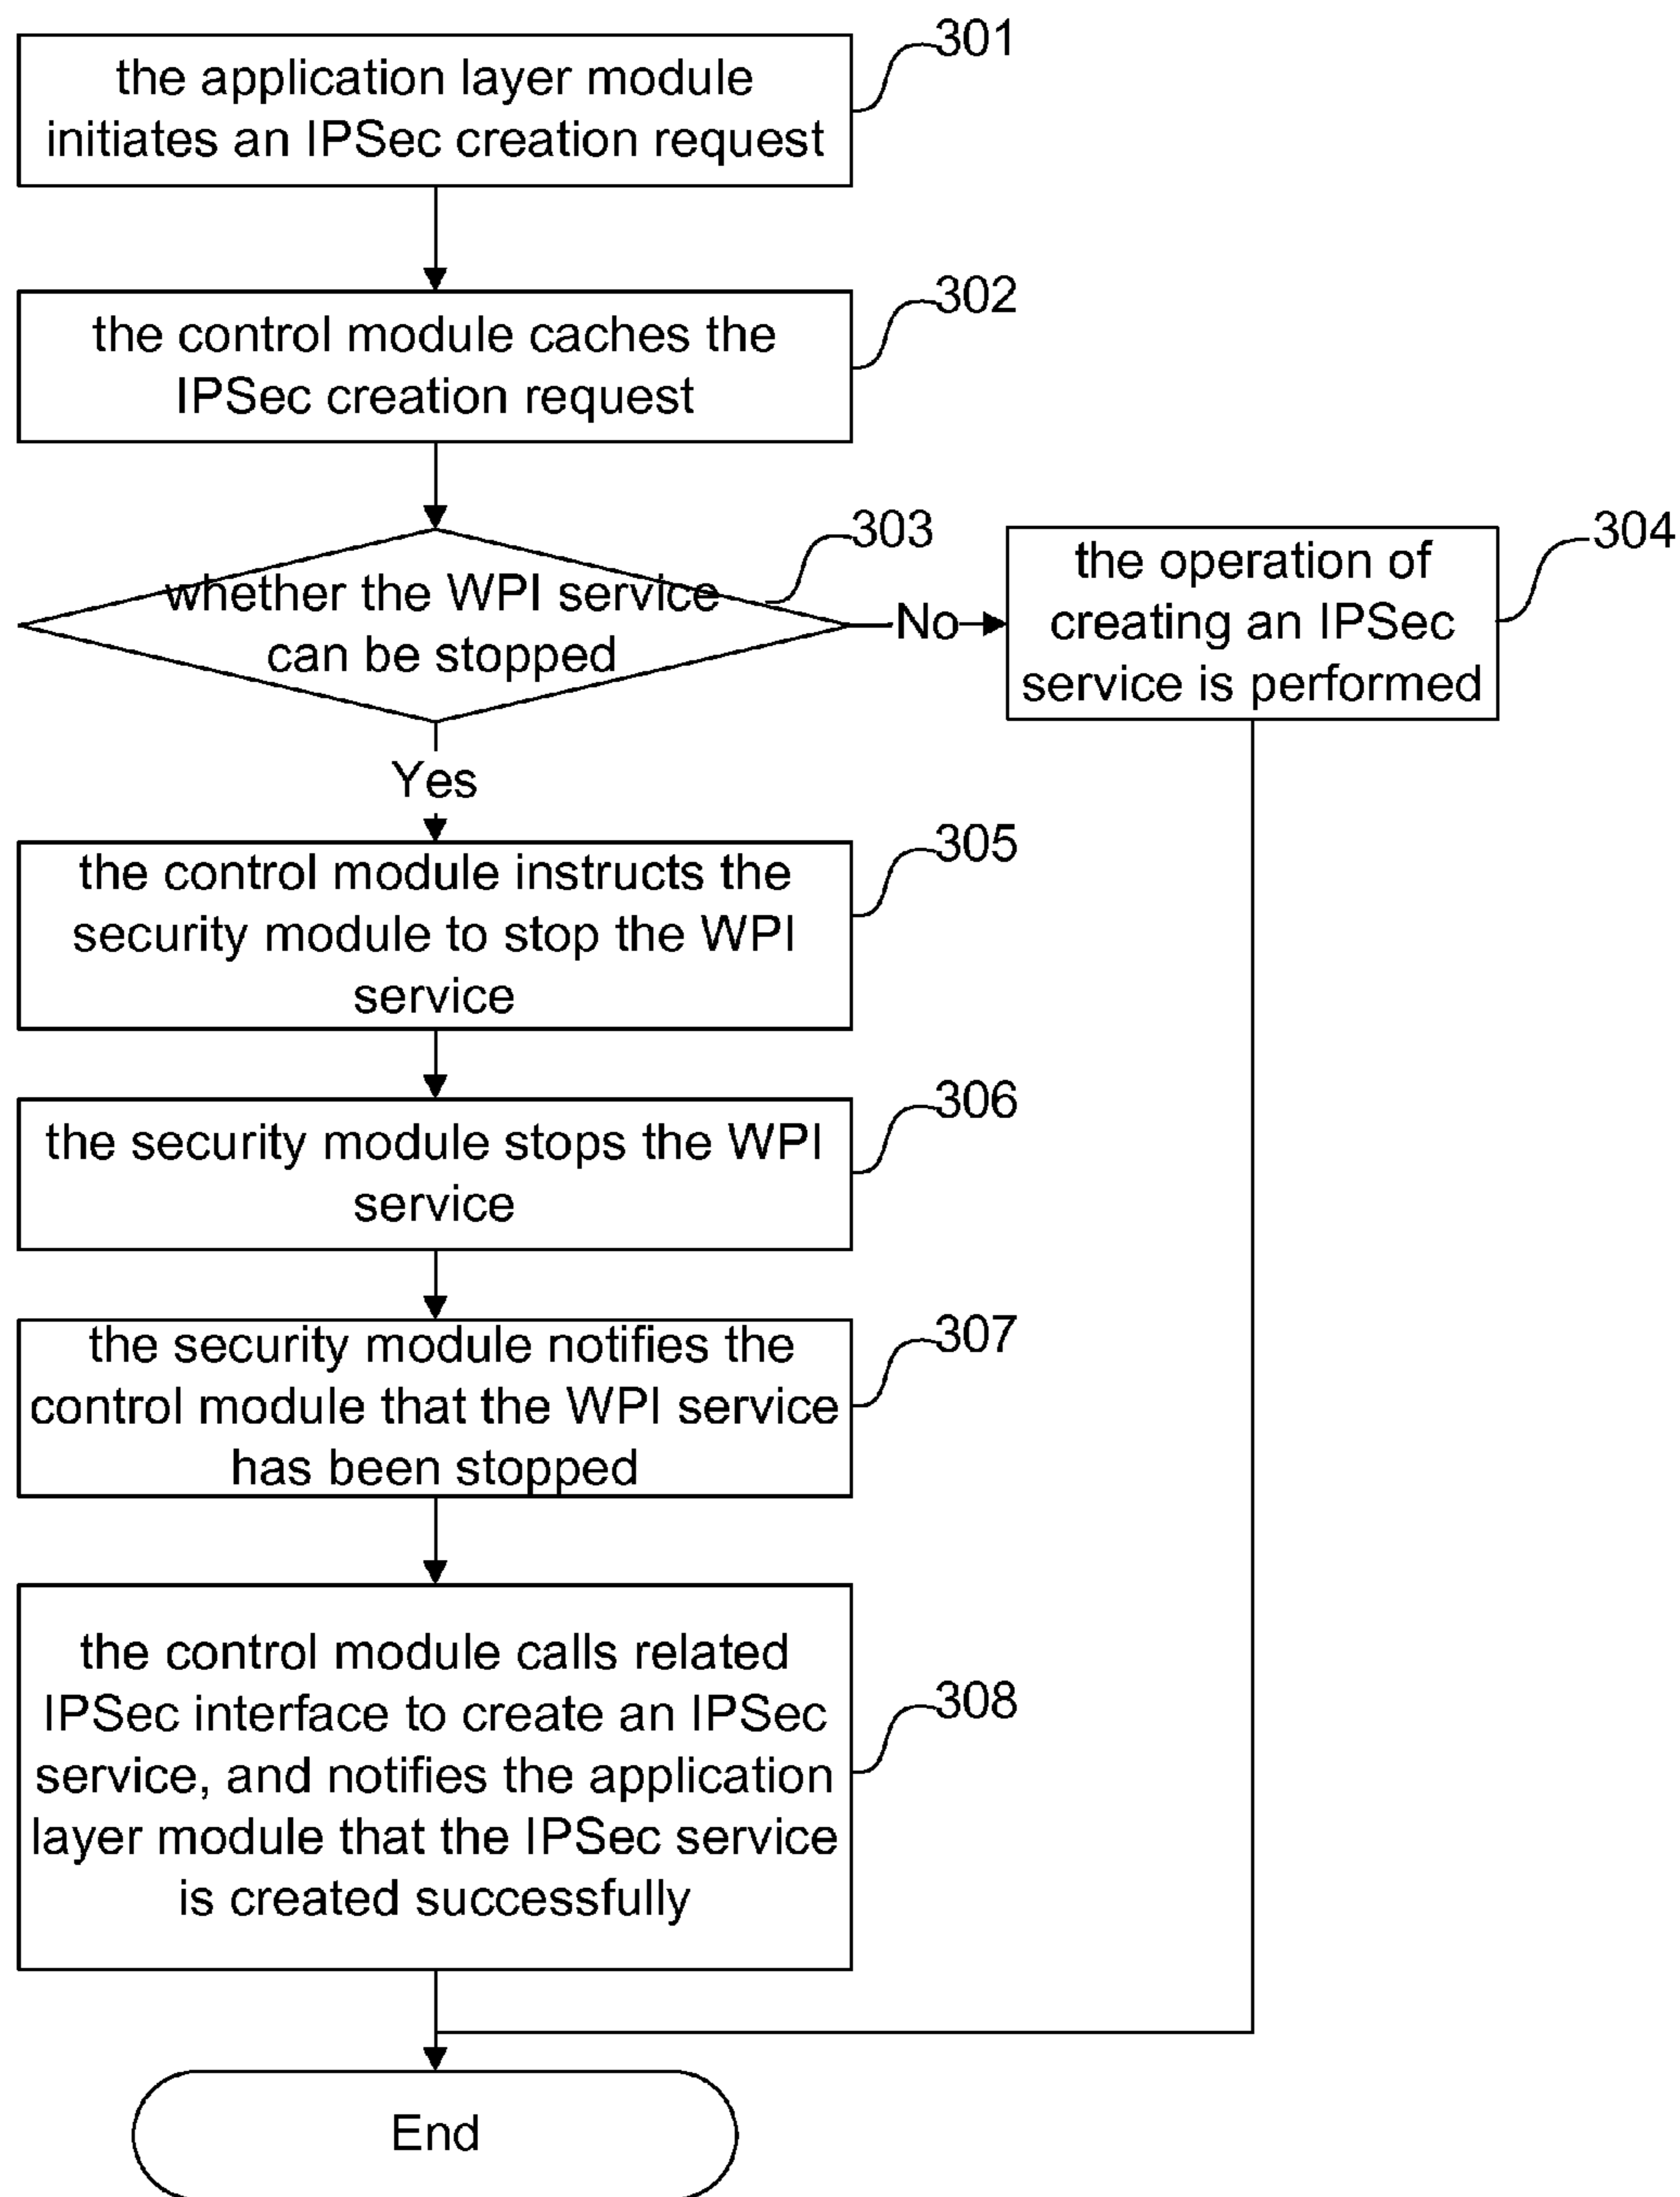 301
the application layer module
initiates an IPSec creation request
302
the control module caches the
IPSec creation request
303
whether the WPI service
can be stopped
No
304
the operation of
creating an IPSec
service is performed
Yes
305
the control module instructs the
security module to stop the WPI
service
306
the security module stops the WPI
service
307
the security module notifies the
control module that the WPI service
has been stopped
308
the control module calls related
IPSec interface to create an IPSec
service, and notifies the application
layer module that the IPSec service
is created successfully
End